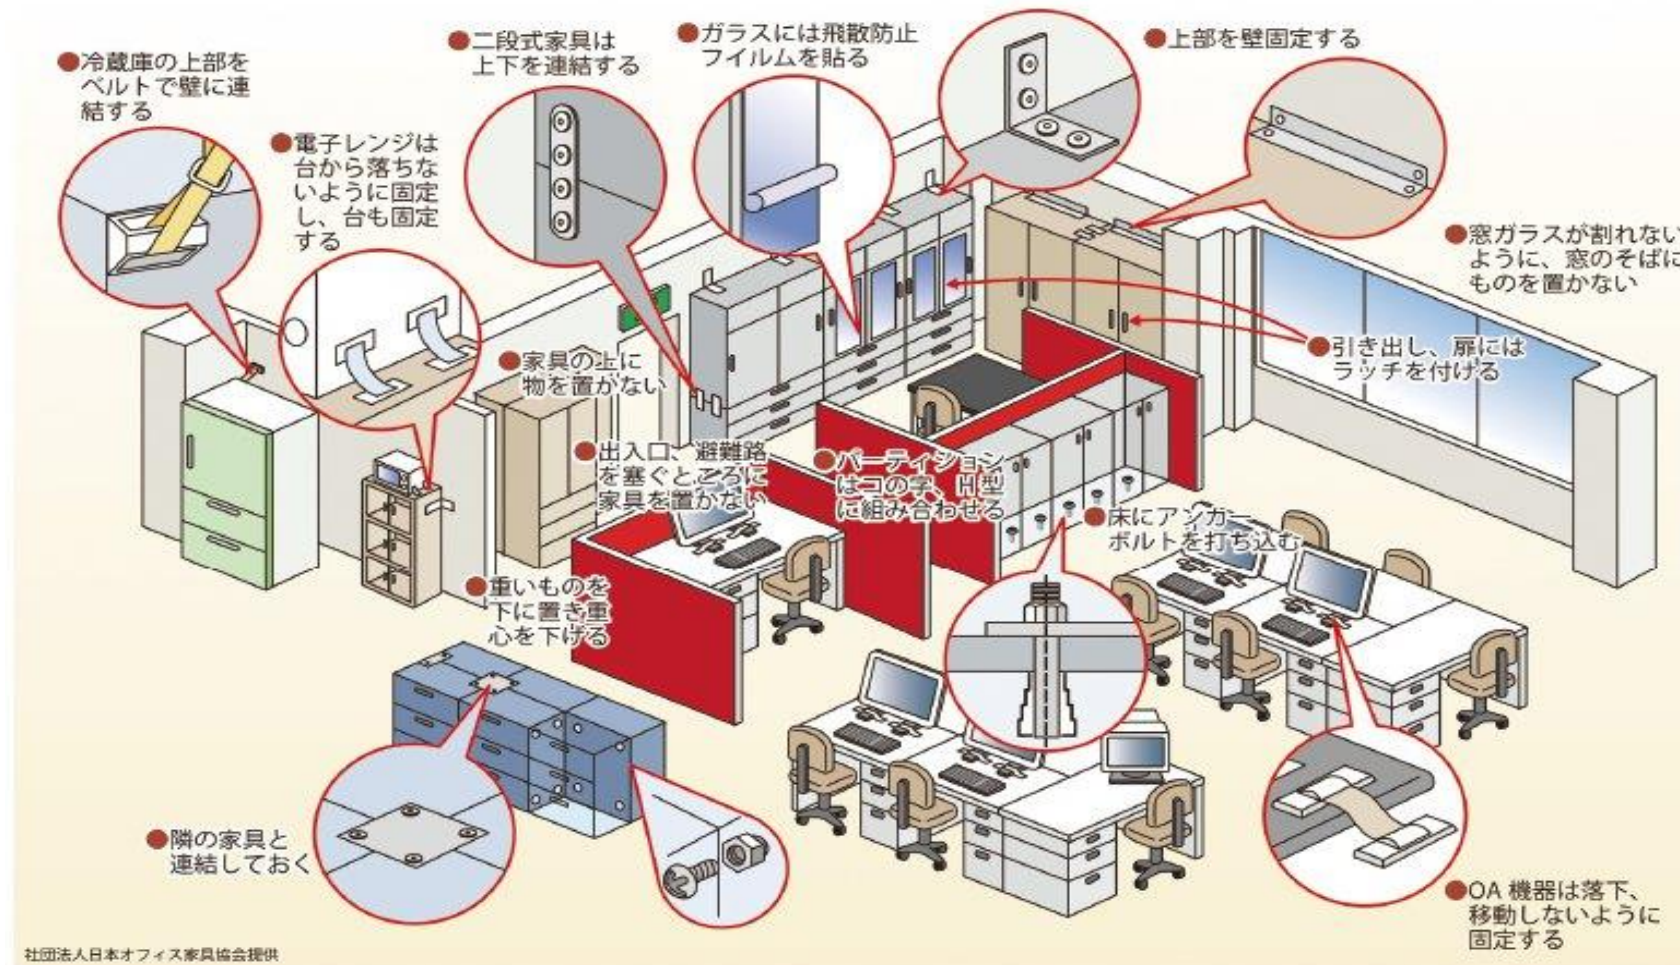 ●冷蔵庫の上部を
ベルトで壁に連
結する
●電子レンジは
台から落ちな
いように固定
し、台も固定
する
●二段式家具は
上下を連結する
●ガラスには飛散防止
フイルムを貼る
●上部を壁固定する
●窓ガラスが割れない
ように、窓のそばに
ものを置かない
●引き出し、扉には
ラッチを付ける
●家具の上に
物を置かない
●出入口、避難路
を塞ぐところに
家具を置かない
●パーティション
はコの字、H型
に組み合わせる
●床にアンカー
ボルトを打ち込む
●重いものを
下に置き重
心を下げる
●隣の家具と
連結しておく
●OA 機器は落下、
移動しないように
固定する
社団法人日本オフィス家具協会提供